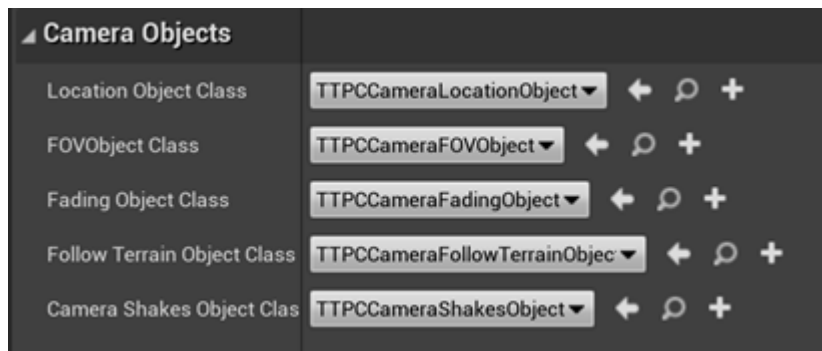 Camera Objects
Location Object Class TTPCCameraLocationObject
FOVObject Class TTPCCameraFOVObject
Fading Object Class TTPCCameraFadingObject
Follow Terrain Object Class TTPCCameraFollowTerrainObjec
Camera Shakes Object Clas TTPCCameraShakesObject